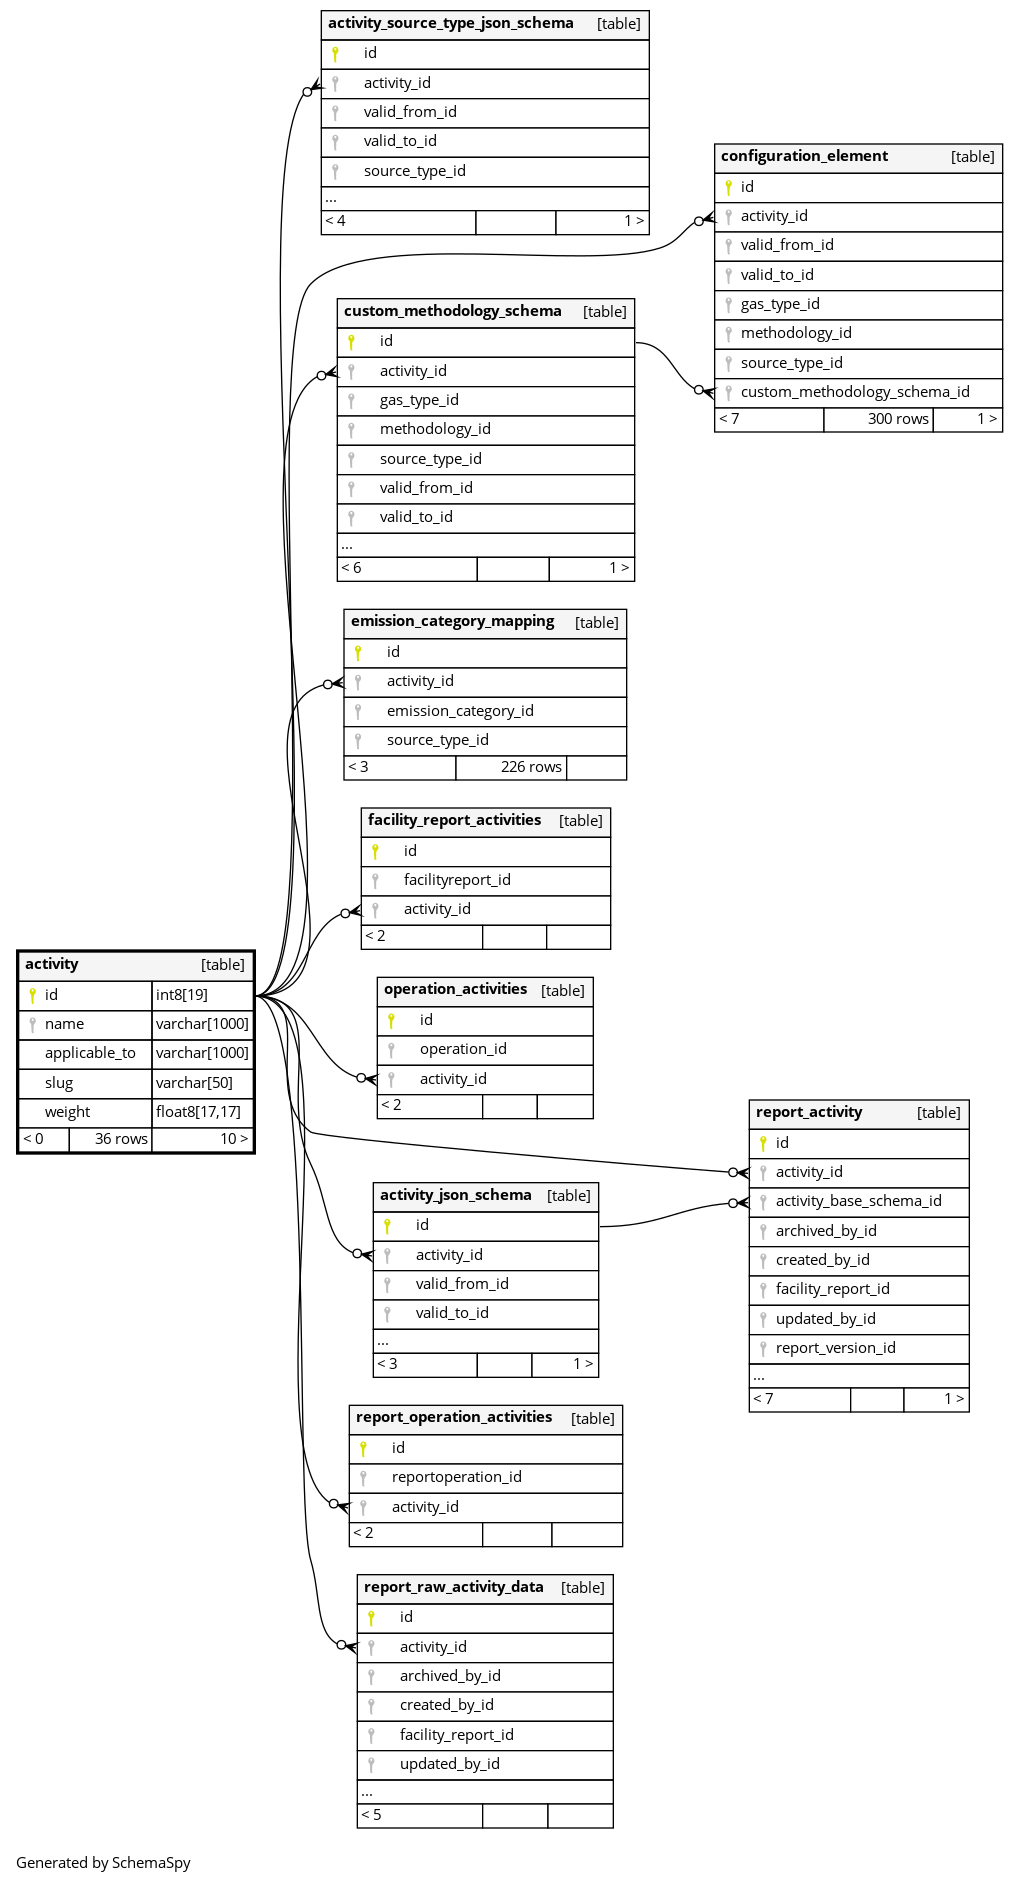 activity_source_type_json_schema [table]
id
activity_id
valid_from_id
valid_to_id
source_type_id
...
< 4 1 >
configuration_element [table]
id
activity_id
valid_from_id
valid_to_id
gas_type_id
methodology_id
source_type_id
custom_methodology_schema_id
< 7 300 rows 1 >
custom_methodology_schema [table]
id
activity_id
gas_type_id
methodology_id
source_type_id
valid_from_id
valid_to_id
...
< 6 1 >
emission_category_mapping [table]
id
activity_id
emission_category_id
source_type_id
< 3 226 rows
facility_report_activities [table]
id
facilityreport_id
activity_id
< 2
activity [table]
id int8[19]
name varchar[1000]
applicable_to varchar[1000]
slug varchar[50]
weight float8[17,17]
< 0 36 rows 10 >
operation_activities [table]
id
operation_id
activity_id
< 2
report_activity [table]
id
activity_id
activity_base_schema_id
archived_by_id
created_by_id
facility_report_id
updated_by_id
report_version_id
...
< 7 1 >
activity_json_schema [table]
id
activity_id
valid_from_id
valid_to_id
...
< 3 1 >
report_operation_activities [table]
id
reportoperation_id
activity_id
< 2
report_raw_activity_data [table]
id
activity_id
archived_by_id
created_by_id
facility_report_id
updated_by_id
...
< 5
Generated by SchemaSpy